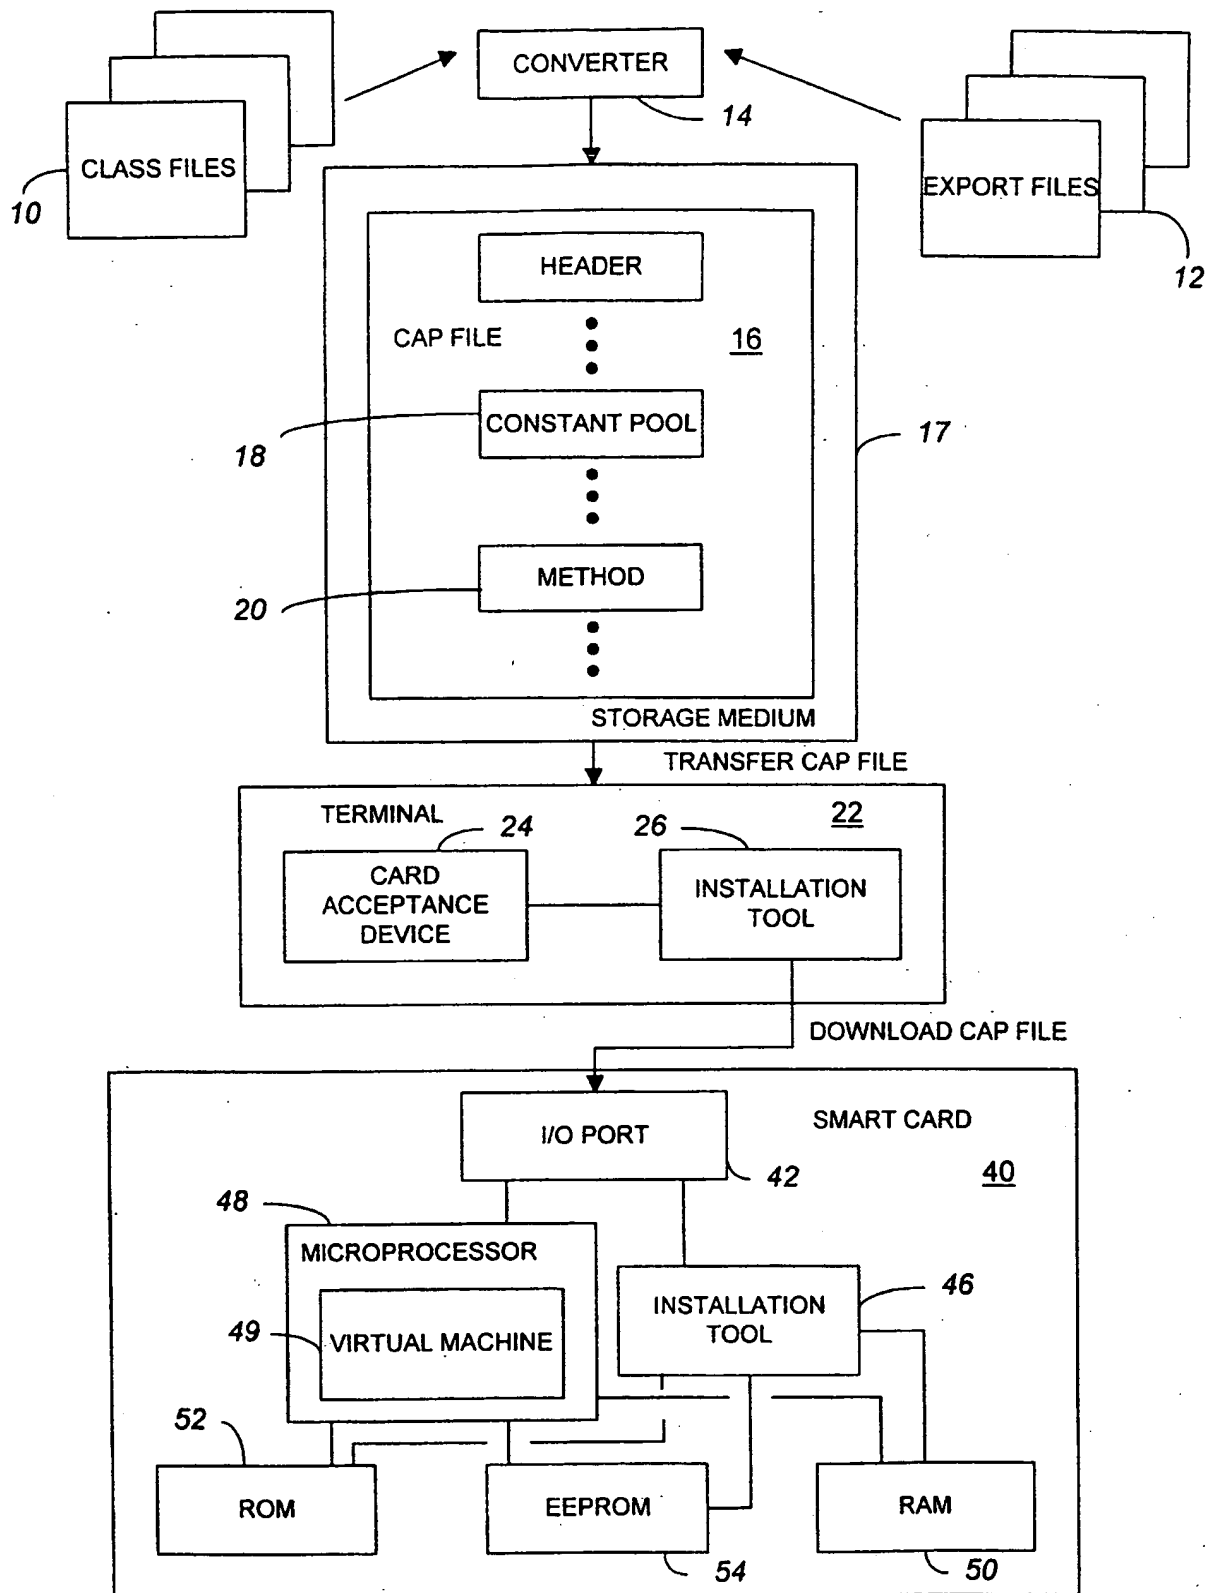 CONVERTER
14
CLASS FILES
10
EXPORT FILES
12
HEADER
CAP FILE
16
CONSTANT POOL
18
17
METHOD
20
STORAGE MEDIUM
TRANSFER CAP FILE
TERMINAL
22
24
26
CARD
ACCEPTANCE
DEVICE
INSTALLATION
TOOL
DOWNLOAD CAP FILE
I/O PORT
SMART CARD
42
40
48
MICROPROCESSOR
46
INSTALLATION
TOOL
49
VIRTUAL MACHINE
52
ROM
EEPROM
RAM
54
50